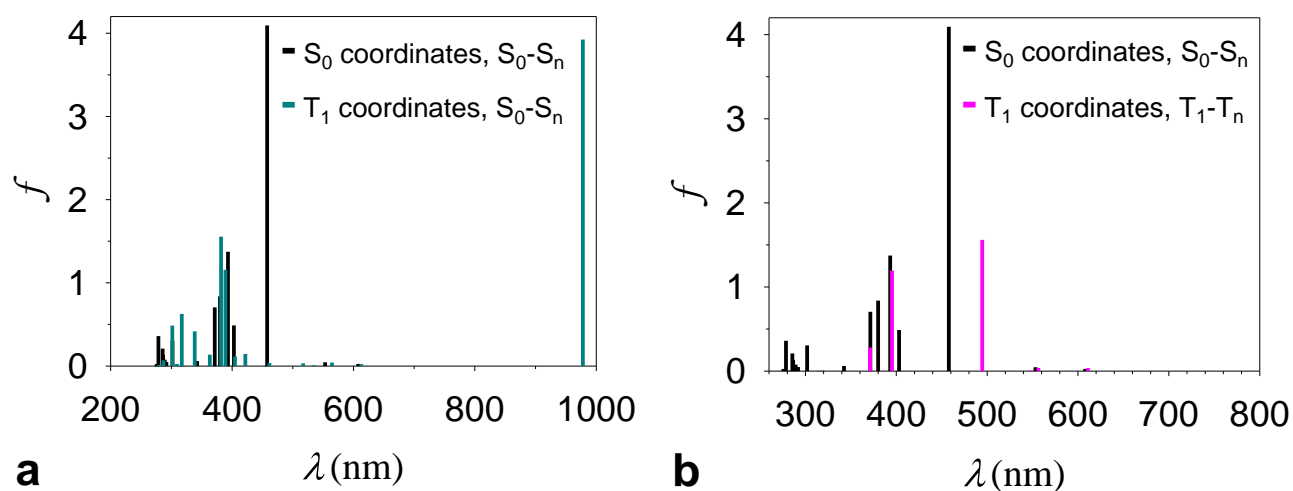 4
3
2
1
0
f
S0 coordinates, S0-Sn
T1 coordinates, S0-Sn
200 400 600 800 1000
λ (nm)
a
4
3
2
1
0
f
S0 coordinates, S0-Sn
T1 coordinates, T1-Tn
300 400 500 600 700 800
λ (nm)
b